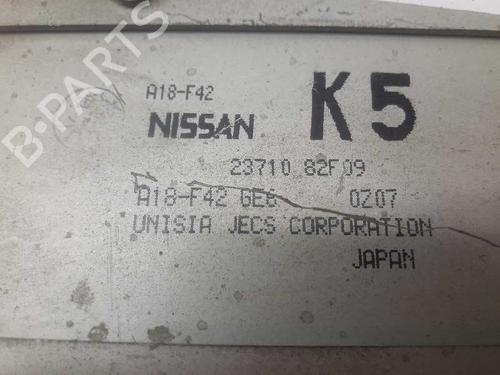 B-PARTS
A18-F42
K5
NISSAN
23710 82F09
A18-F42 GE6 0Z07
UNISIA JECS CORPORATION
JAPAN